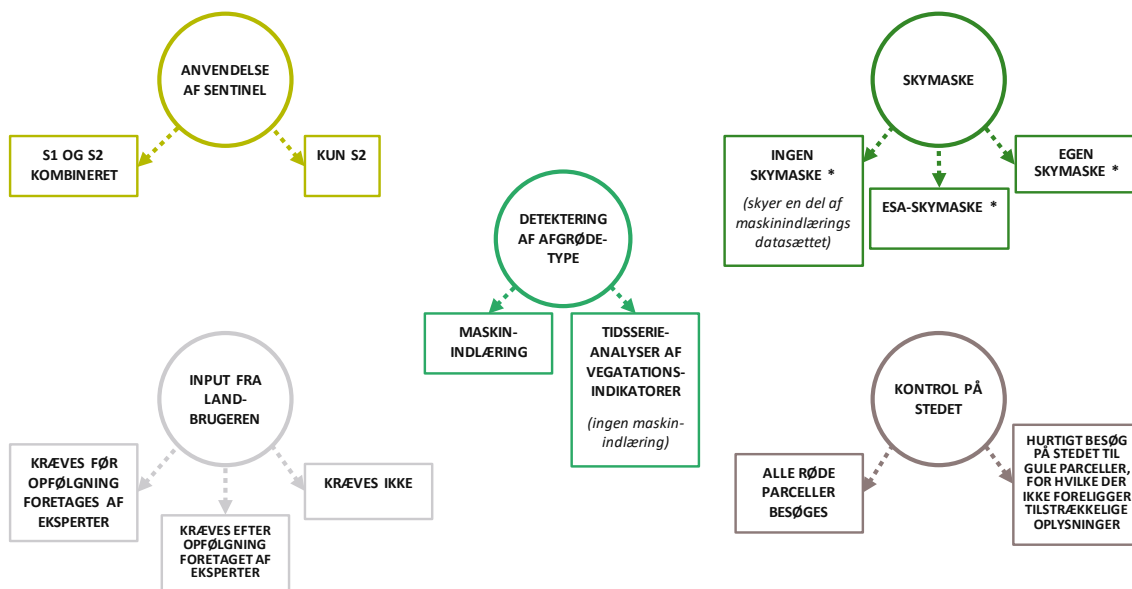 ANVENDELSE
AF SENTINEL
S1 OG S2
KOMBINERET
KUN S2
SKYMASKE
INGEN
SKYMASKE *
(skyer en del af
maskinindlærings
datasættet)
ESA-SKYMASKE *
EGEN
SKYMASKE *
DETEKTERING
AF AFGRØDE-
TYPE
MASKIN-
INDLÆRING
TIDSSERIE-
ANALYSER AF
VEGATATIONS-
INDIKATORER
(ingen maskin-
indlæring)
INPUT FRA
LAND-
BRUGEREN
KRÆVES FØR
OPFØLGNING
FORETAGES AF
EKSPERTER
KRÆVES EFTER
OPFØLGNING
FORETAGET AF
EKSPERTER
KRÆVES IKKE
KONTROL PÅ
STEDET
ALLE RØDE
PARCELLER
BESØGES
HURTIGT BESØG
PÅ STEDET TIL
GULE PARCELLER,
FOR HVILKE DER
IKKE FORELIGGER
TILSTRÆKKELIGE
OPLYSNINGER